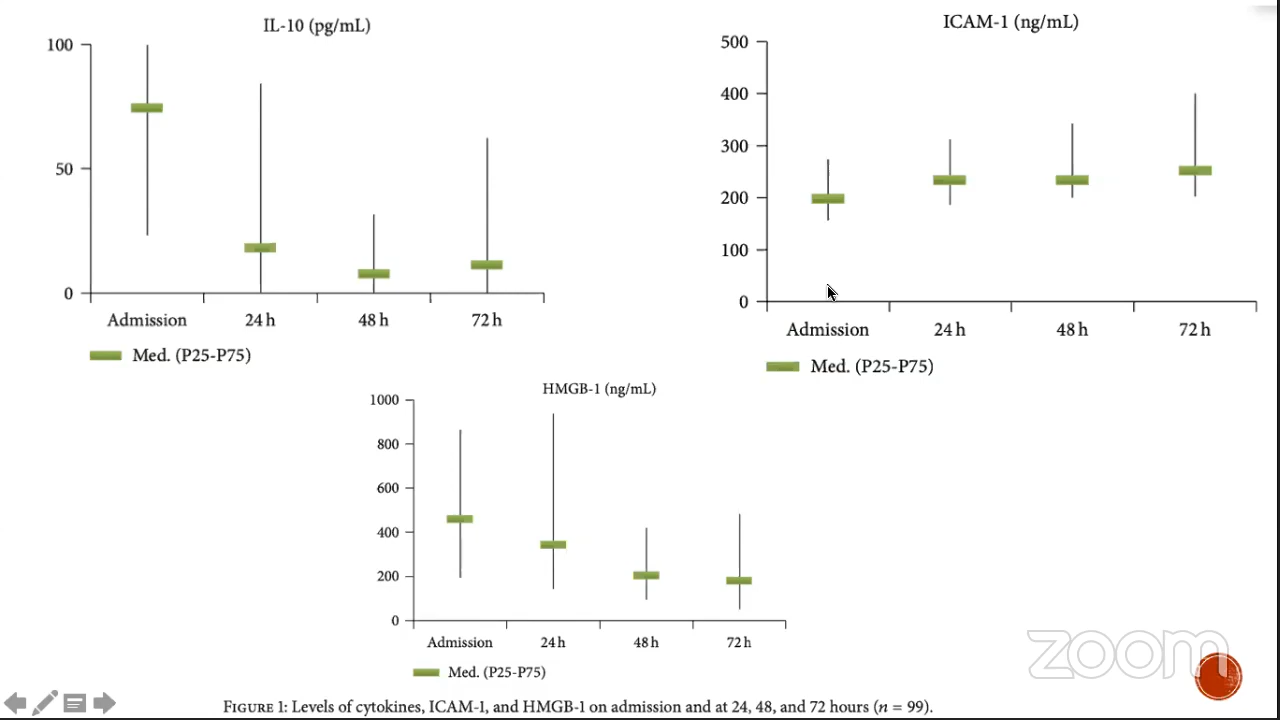 IL-10 (pg/mL)
100
50
0
Admission 24 h 48 h 72 h
Med. (P25-P75)
ICAM-1 (ng/mL)
500
400
300
200
100
0
Admission 24 h 48 h 72 h
Med. (P25-P75)
HMGB-1 (ng/mL)
1000
800
600
400
200
0
Admission 24 h 48 h 72 h
Med. (P25-P75)
FIGURE 1: Levels of cytokines, ICAM-1, and HMGB-1 on admission and at 24, 48, and 72 hours (n = 99).
zoom